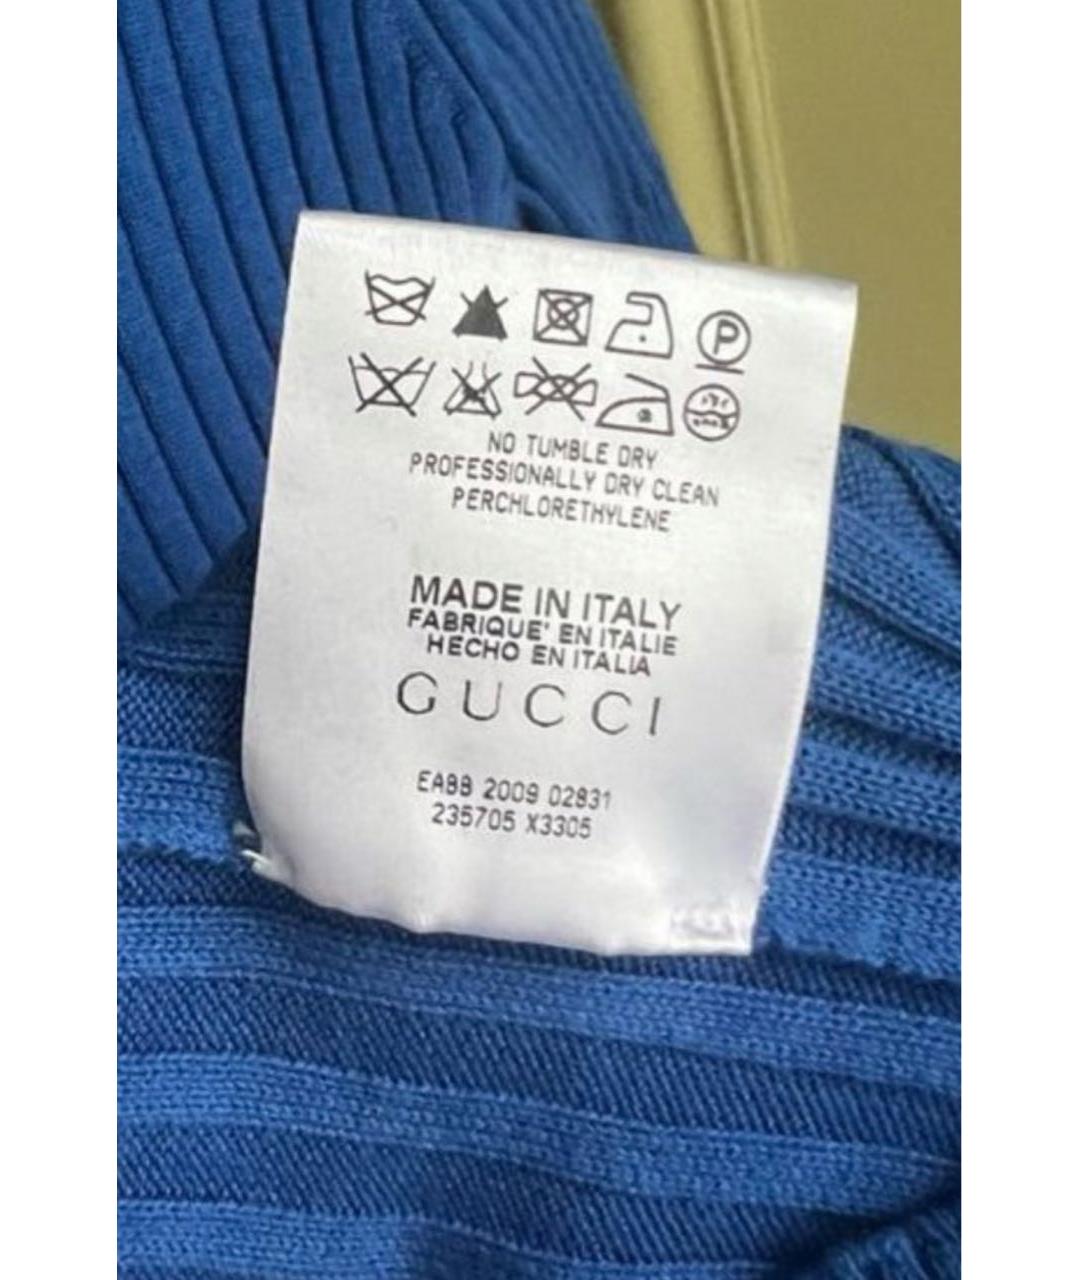 P
NO TUMBLE DRY
PROFESSIONALLY DRY CLEAN
PERCHLORETHYLENE
MADE IN ITALY
FABRIQUE' EN ITALIE
HECHO EN ITALIA
GUCCI
EABB 2009 02831
235705 X3305